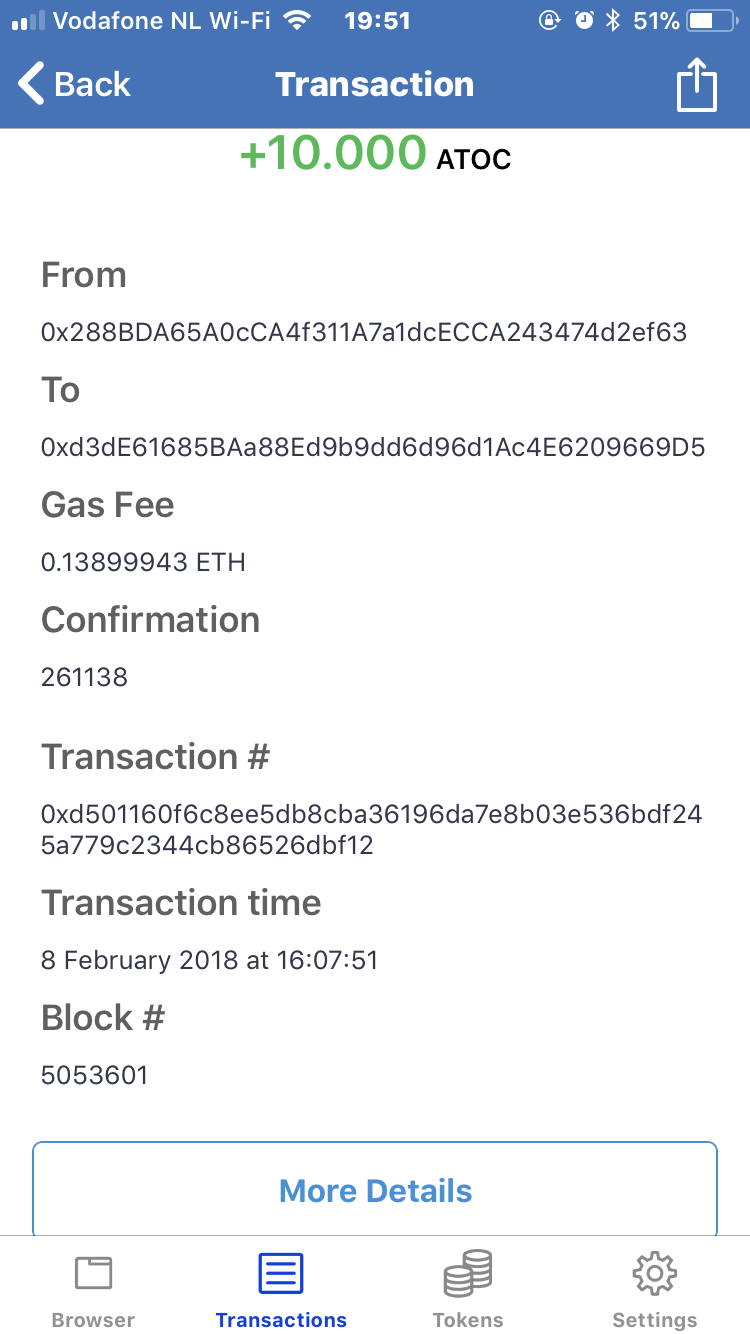 Vodafone NL Wi-Fi 19:51 51%
Back Transaction
+10.000 ATOC
From
0x288BDA65A0cCA4f311A7a1dcECCA243474d2ef63
To
0xd3dE61685BAa88Ed9b9dd6d96d1Ac4E6209669D5
Gas Fee
0.13899943 ETH
Confirmation
261138
Transaction #
0xd501160f6c8ee5db8cba36196da7e8b03e536bdf24
5a779c2344cb86526dbf12
Transaction time
8 February 2018 at 16:07:51
Block #
5053601
More Details
Browser Transactions Tokens Settings